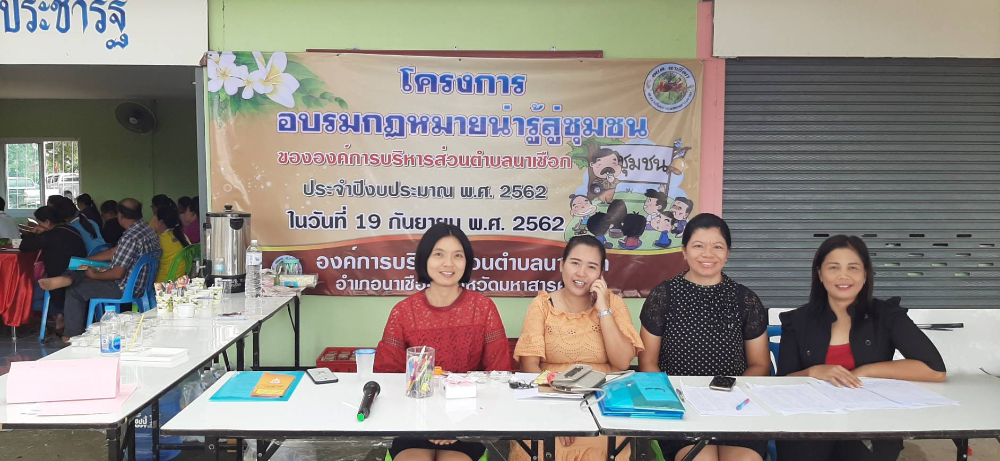 ประชารัฐ
โครงการ
อบรมกฎหมายน่ารู้สู่ชุมชน
ขององค์การบริหารส่วนตำบลนาเชือก
ชุมชน
ประจำปีงบประมาณ พ.ศ. 2562
ในวันที่ 19 กันยายน พ.ศ. 2562
องค์การบริ ส่วนตำบลนา
อำเภอนาเชือ หวัดมหาสารค